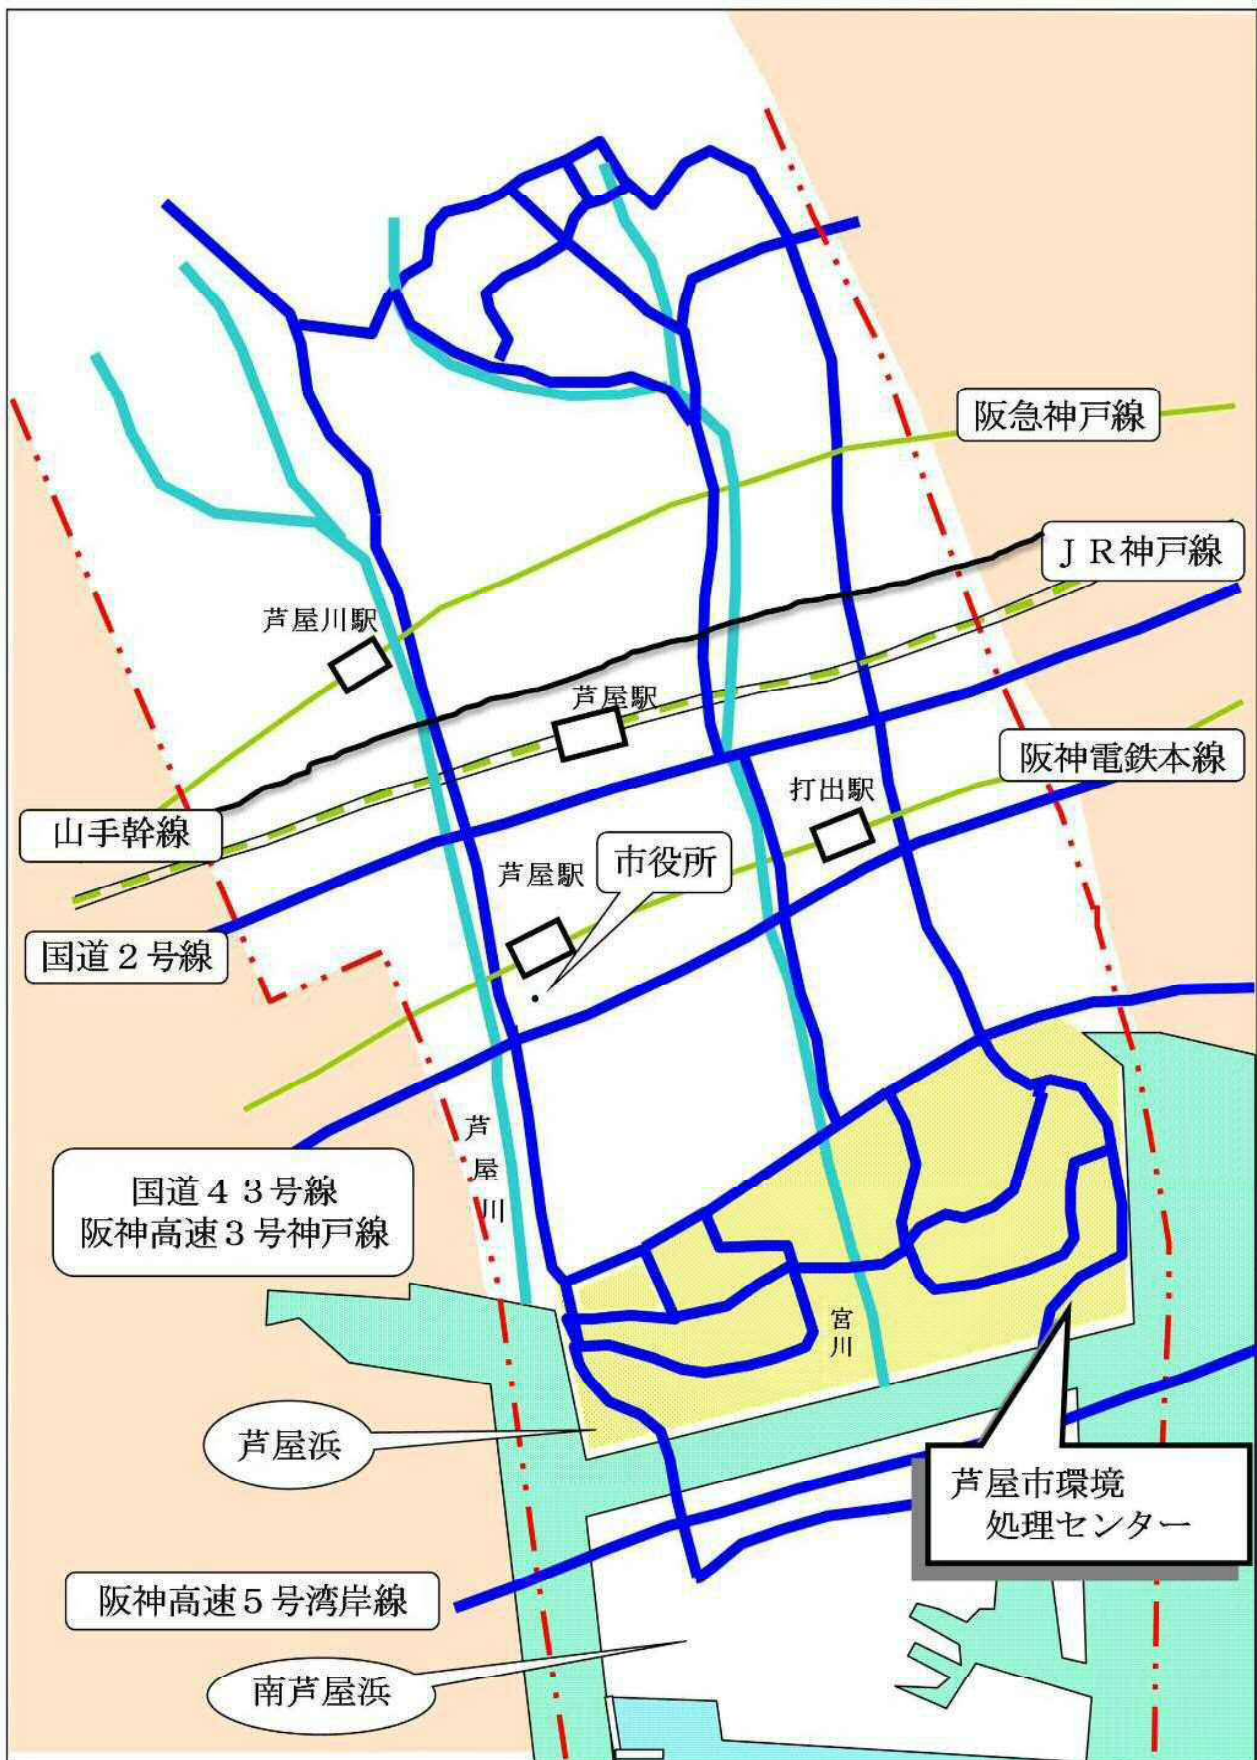 阪急神戸線
ＪＲ神戸線
芦屋川駅
芦屋駅
阪神電鉄本線
打出駅
山手幹線
芦屋駅
市役所
国道２号線
芦屋川
国道４３号線
阪神高速３号神戸線
宮川
芦屋浜
芦屋市環境
処理センター
阪神高速５号湾岸線
南芦屋浜